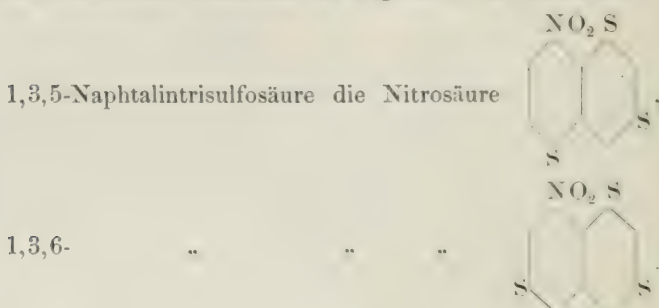 NO₂ S
1,3,5-Naphtalintrisulfosäure die Nitrosäure
S.
S
NO₂ S
1,3,6- „ „ „
S S.